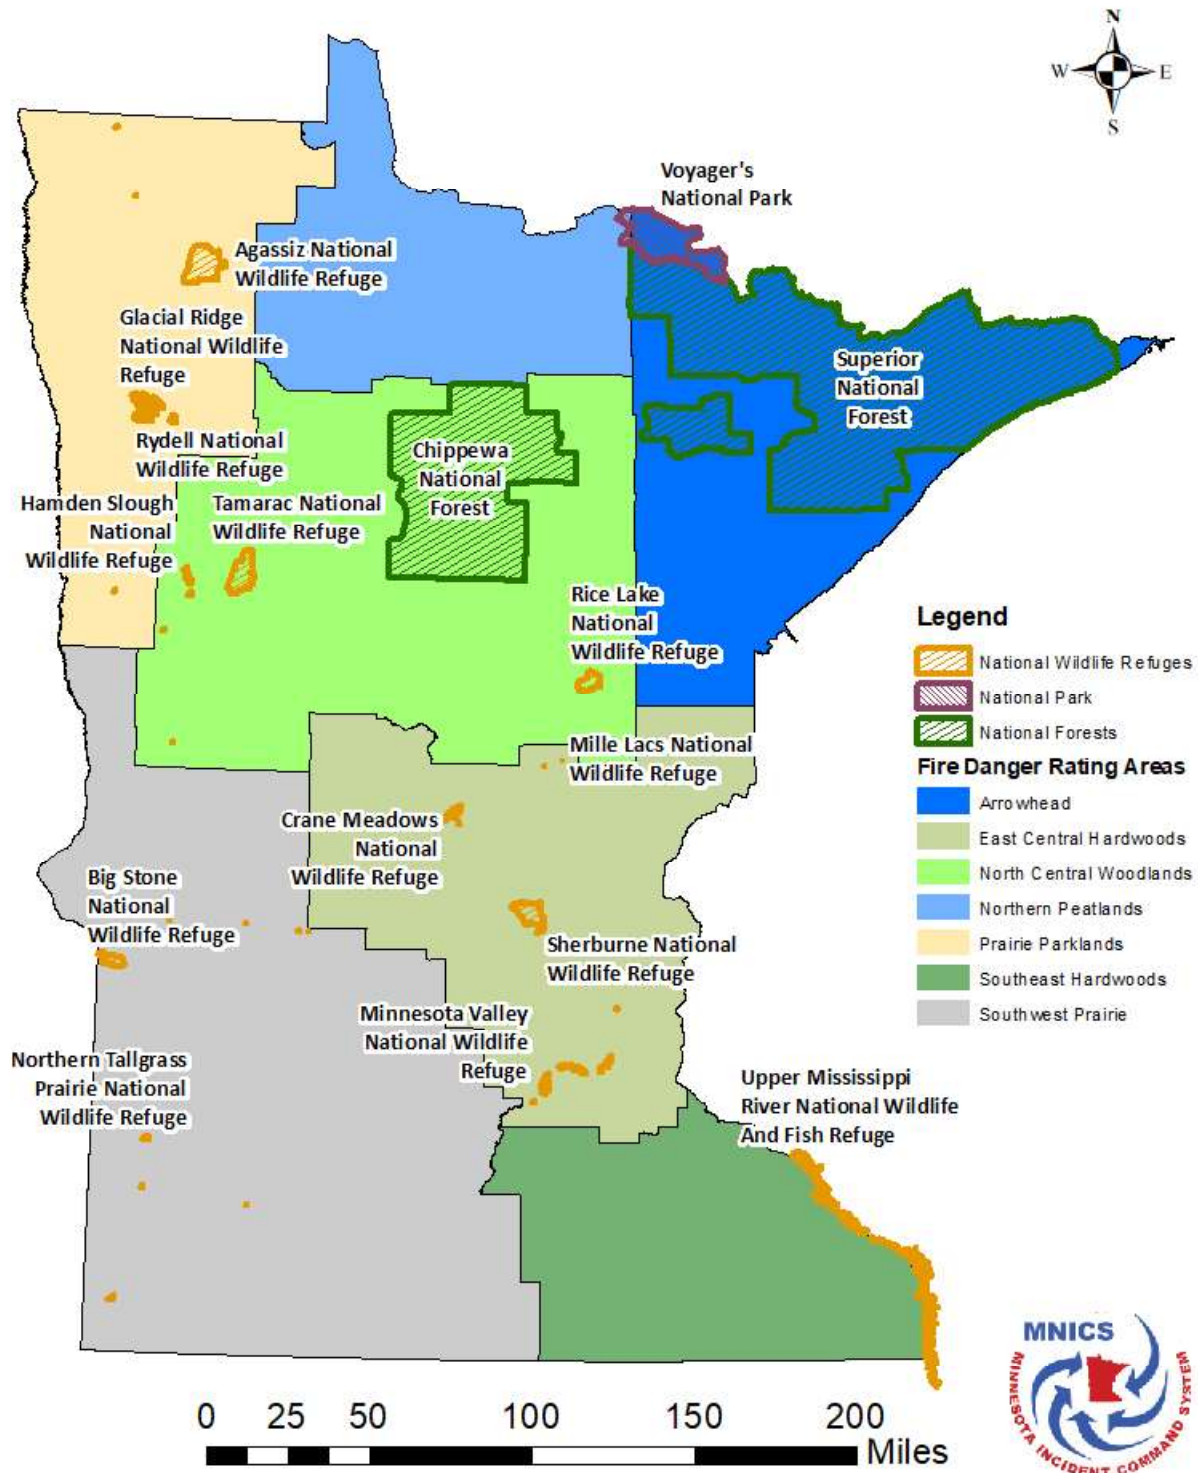 N
W E
S
Voyager's
National Park
Agassiz National
Wildlife Refuge
Glacial Ridge
National Wildlife
Refuge
Superior
National
Forest
Rydell National
Wildlife Refuge
Chippewa
National
Forest
Hamden Slough
National
Wildlife Refuge
Tamarac National
Wildlife Refuge
Rice Lake
National
Wildlife Refuge
Mille Lacs National
Wildlife Refuge
Crane Meadows
National
Wildlife Refuge
Big Stone
National
Wildlife Refuge
Sherburne National
Wildlife Refuge
Minnesota Valley
National Wildlife
Refuge
Northern Tallgrass
Prairie National
Wildlife Refuge
Upper Mississippi
River National Wildlife
And Fish Refuge
Legend
National Wildlife Refuges
National Park
National Forests
Fire Danger Rating Areas
Arrowhead
East Central Hardwoods
North Central Woodlands
Northern Peatlands
Prairie Parklands
Southeast Hardwoods
Southwest Prairie
0 25 50 100 150 200
Miles
MNICS
MINNESOTA INCIDENT COMMAND SYSTEM